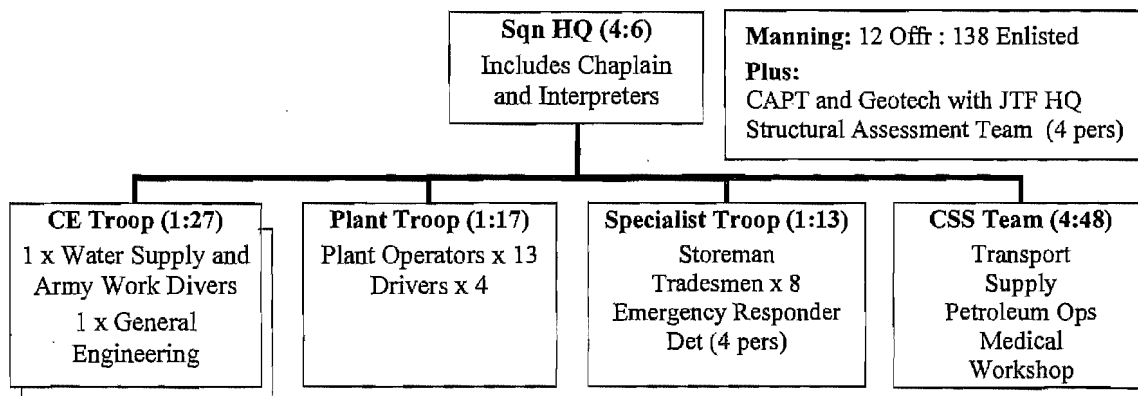 Sqn HQ (4:6)
Includes Chaplain
and Interpreters
Manning: 12 Offr : 138 Enlisted
Plus:
CAPT and Geotech with JTF HQ
Structural Assessment Team (4 pers)
CE Troop (1:27)
1 x Water Supply and
Army Work Divers
1 x General
Engineering
Plant Troop (1:17)
Plant Operators x 13
Drivers x 4
Specialist Troop (1:13)
Storeman
Tradesmen x 8
Emergency Responder
Det (4 pers)
CSS Team (4:48)
Transport
Supply
Petroleum Ops
Medical
Workshop